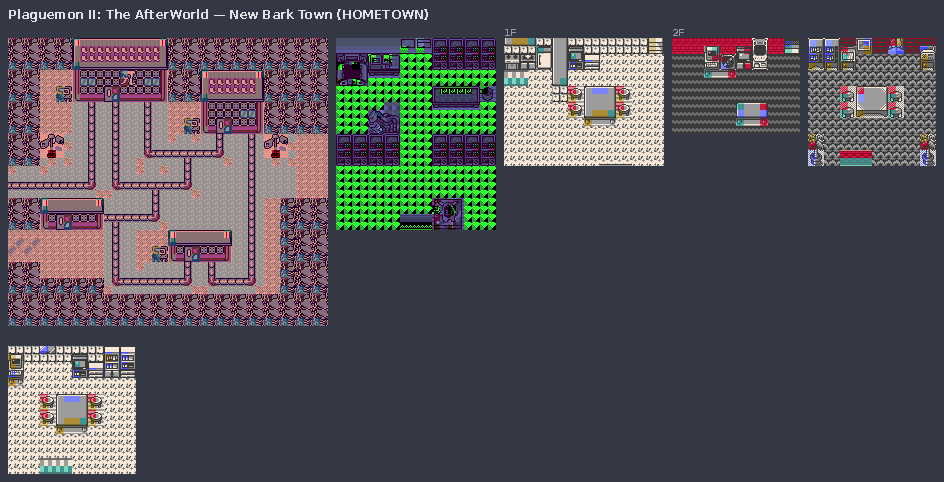 Plaguemon II: The AfterWorld — New Bark Town (HOMETOWN)
1F
2F